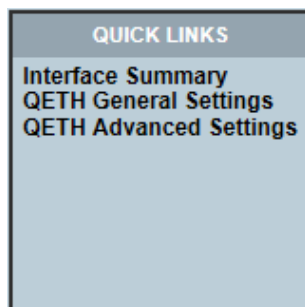 QUICK LINKS
Interface Summary
QETH General Settings
QETH Advanced Settings